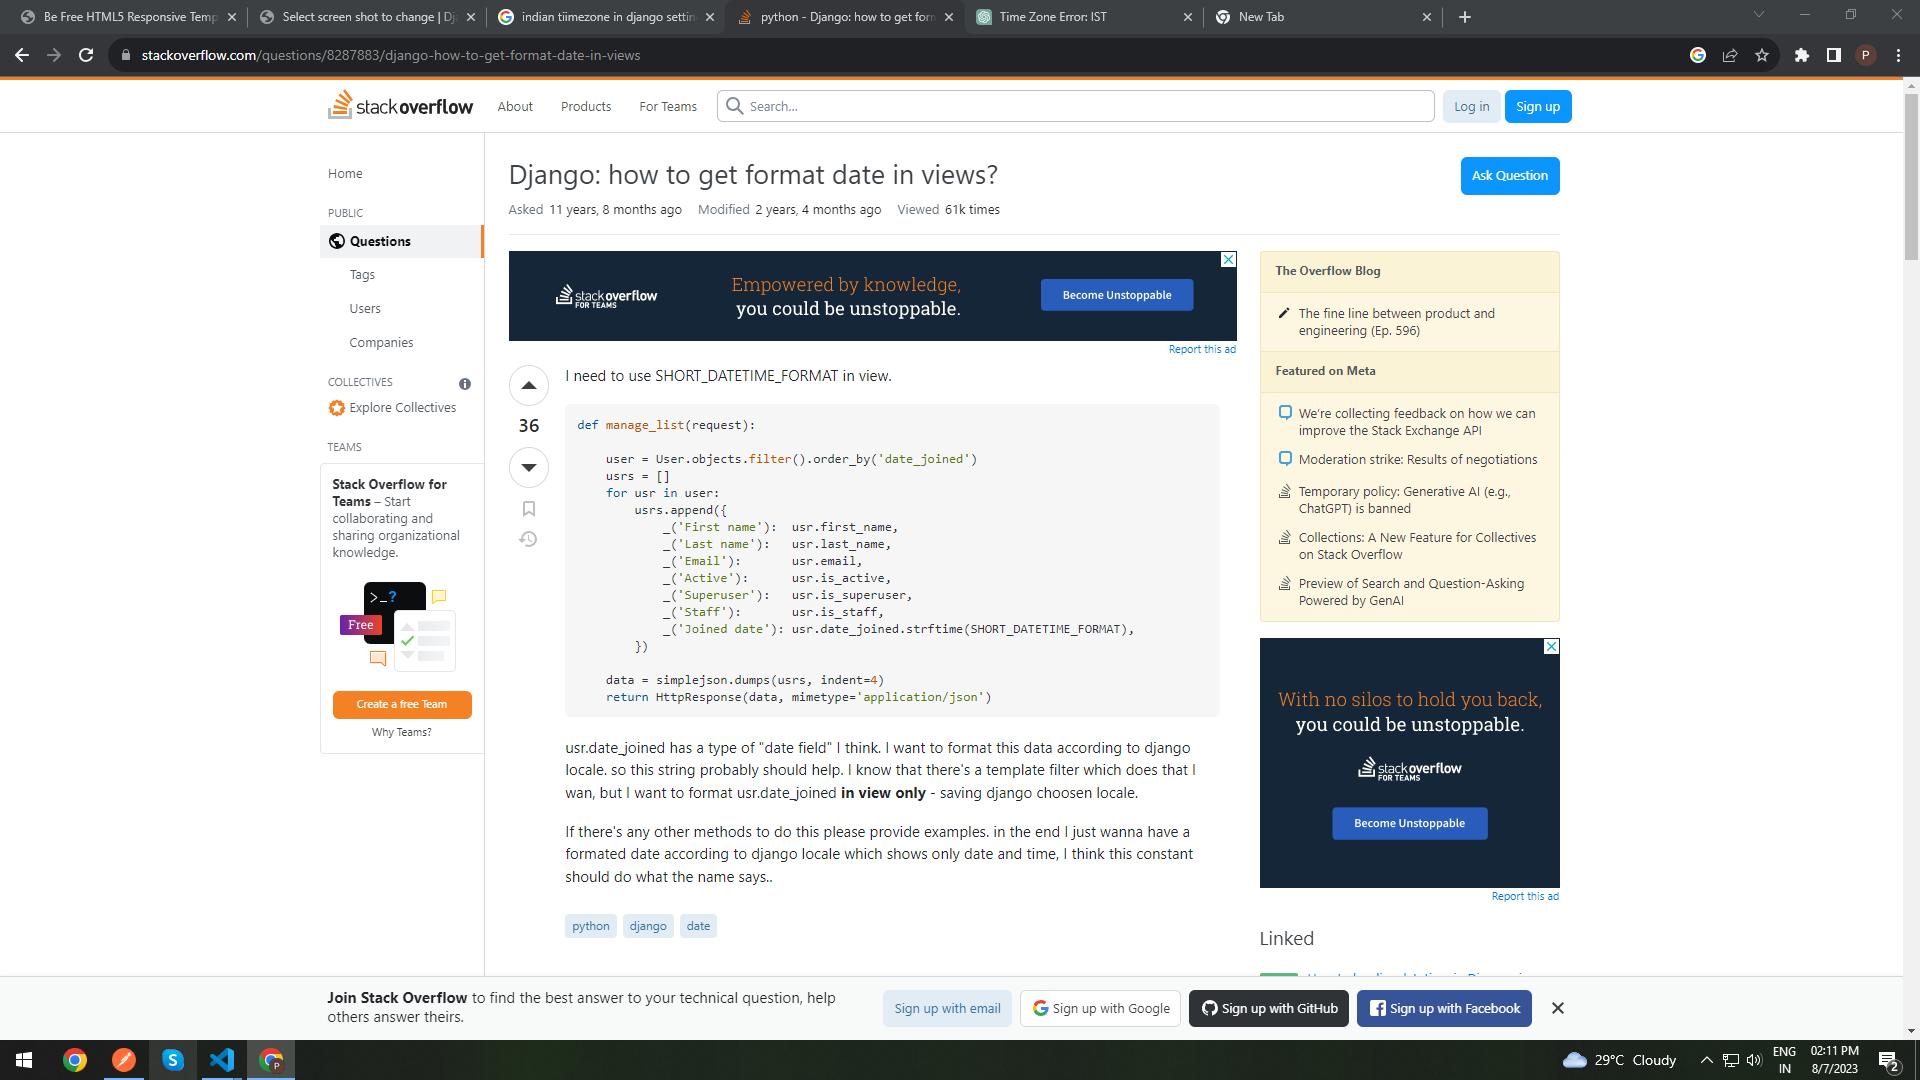 Be Free HTML5 Responsive Temp
Select screen shot to change | Dj
indian tiimezone in django settin
python - Django: how to get form
Time Zone Error: IST
New Tab
stackoverflow.com/questions/8287883/django-how-to-get-format-date-in-views
P
stackoverflow
About
Products
For Teams
Search...
Log in
Sign up
Home
PUBLIC
Questions
Tags
Users
Companies
COLLECTIVES
Explore Collectives
TEAMS
Stack Overflow for
Teams – Start
collaborating and
sharing organizational
knowledge.
>_?
Free
Create a free Team
Why Teams?
Django: how to get format date in views?
Ask Question
Asked 11 years, 8 months ago Modified 2 years, 4 months ago Viewed 61k times
stackoverflow
FOR TEAMS
Empowered by knowledge,
you could be unstoppable.
Become Unstoppable
Report this ad
36
I need to use SHORT_DATETIME_FORMAT in view.
def manage_list(request):
user = User.objects.filter().order_by('date_joined')
usrs = []
for usr in user:
usrs.append({
_('First name'): usr.first_name,
_('Last name'): usr.last_name,
_('Email'): usr.email,
_('Active'): usr.is_active,
_('Superuser'): usr.is_superuser,
_('Staff'): usr.is_staff,
_('Joined date'): usr.date_joined.strftime(SHORT_DATETIME_FORMAT),
})
data = simplejson.dumps(usrs, indent=4)
return HttpResponse(data, mimetype='application/json')
usr.date_joined has a type of "date field" I think. I want to format this data according to django
locale. so this string probably should help. I know that there's a template filter which does that I
wan, but I want to format usr.date_joined in view only - saving django choosen locale.
If there's any other methods to do this please provide examples. in the end I just wanna have a
formated date according to django locale which shows only date and time, I think this constant
should do what the name says..
python django date
The Overflow Blog
The fine line between product and
engineering (Ep. 596)
Featured on Meta
We're collecting feedback on how we can
improve the Stack Exchange API
Moderation strike: Results of negotiations
Temporary policy: Generative AI (e.g.,
ChatGPT) is banned
Collections: A New Feature for Collectives
on Stack Overflow
Preview of Search and Question-Asking
Powered by GenAI
With no silos to hold you back,
you could be unstoppable.
stackoverflow
FOR TEAMS
Become Unstoppable
Report this ad
Linked
Join Stack Overflow to find the best answer to your technical question, help
others answer theirs.
Sign up with email
Sign up with Google
Sign up with GitHub
Sign up with Facebook
29°C Cloudy
ENG
IN
02:11 PM
8/7/2023
2